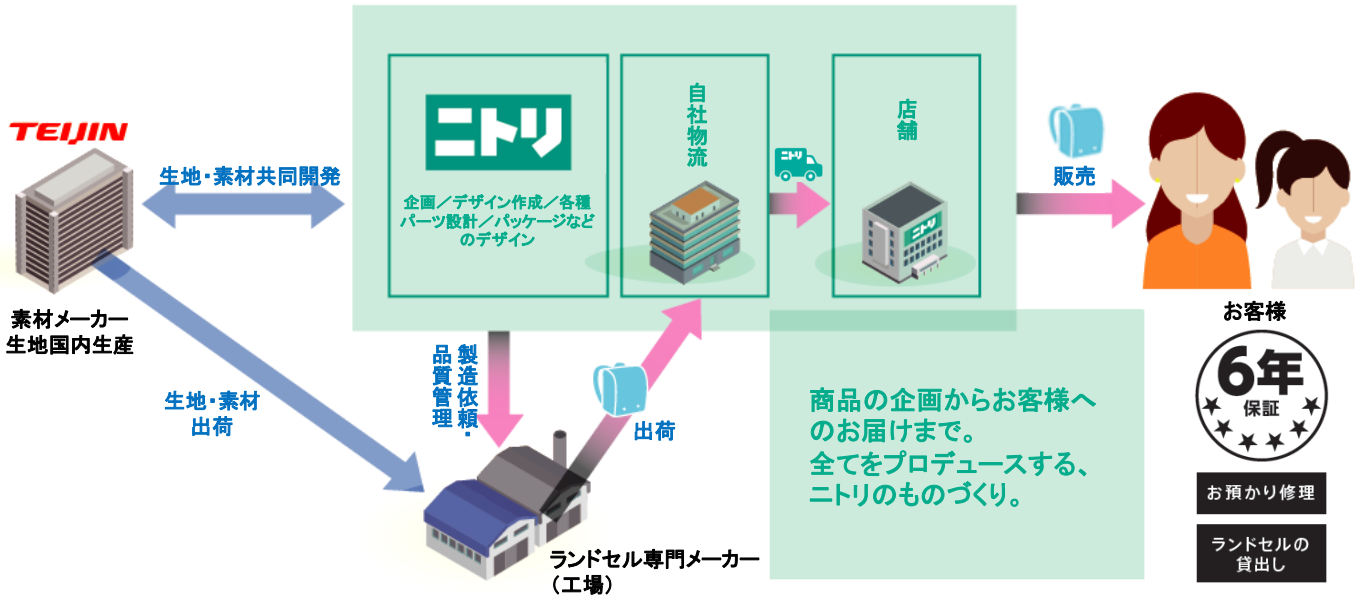 TEIJIN
素材メーカー
生地国内生産
生地・素材共同開発
生地・素材
出荷
ニトリ
企画／デザイン作成／各種
パーツ設計／パッケージなど
のデザイン
自社物流
ニトリ
店舗
ニトリ
製造依頼・
品質管理
出荷
ランドセル専門メーカー
（工場）
販売
お客様
商品の企画からお客様へ
のお届けまで。
全てをプロデュースする、
ニトリのものづくり。
6年
保証
お預かり修理
ランドセルの
貸出し